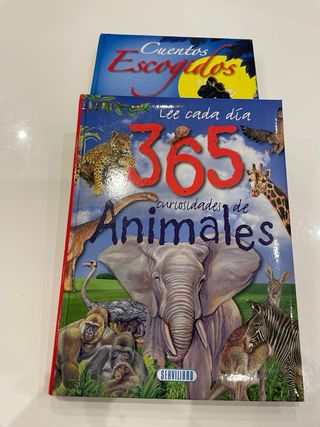 Cuentos
Escogidos
Lee cada día
365
curiosidades de
Animales
SERVILIBRO